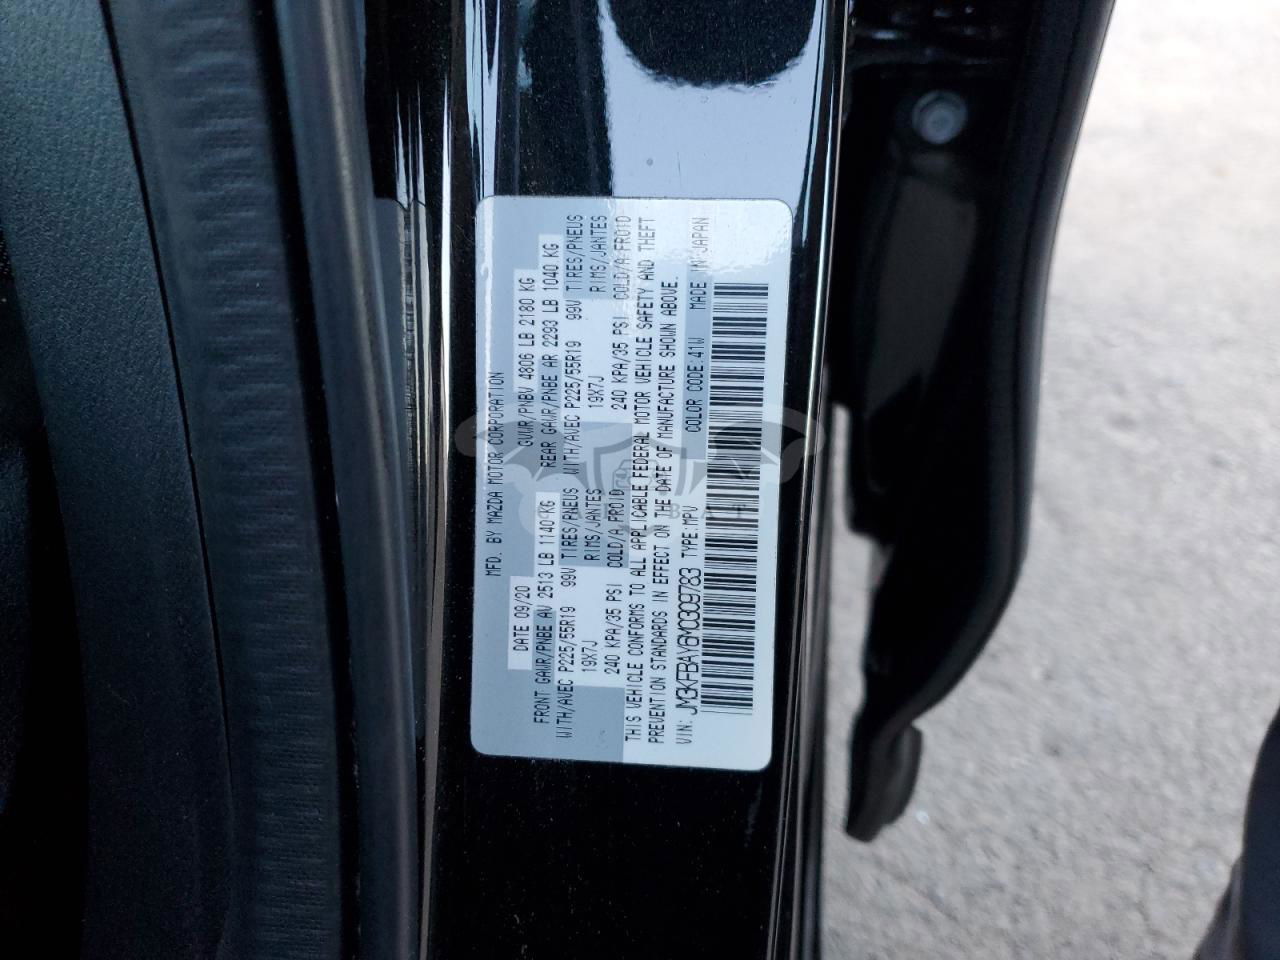 MFD. BY MAZDA MOTOR CORPORATION
DATE 09/20 GVWR/PNBV 4806 LB 2180 KG
FRONT GAWR/PNBE AV 2513 LB 1140 KG REAR GAWR/PNBE AR 2293 LB 1040 KG
WITH/AVEC P225/55R19 99V TIRES/PNEUS WITH/AVEC P225/55R19 99V TIRES/PNEUS
19X7J RIMS/JANTES 19X7J RIMS/JANTES
240 KPA/35 PSI COLD/A FROID 240 KPA/35 PSI COLD/A FROID
THIS VEHICLE CONFORMS TO ALL APPLICABLE FEDERAL MOTOR VEHICLE SAFETY AND THEFT
PREVENTION STANDARDS IN EFFECT ON THE DATE OF MANUFACTURE SHOWN ABOVE.
VIN: JM3KFBAY6M0309783 TYPE:MPV COLOR CODE:41W MADE IN JAPAN